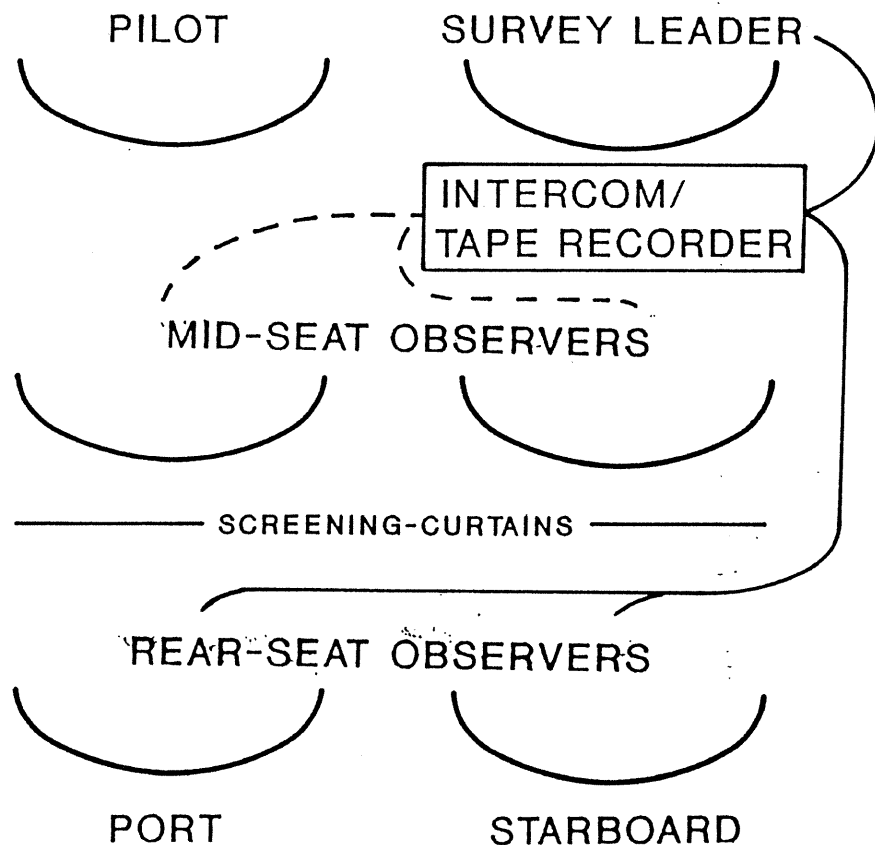 PILOT
SURVEY LEADER
INTERCOM/
TAPE RECORDER
MID-SEAT OBSERVERS
SCREENING-CURTAINS
REAR-SEAT OBSERVERS
PORT
STARBOARD